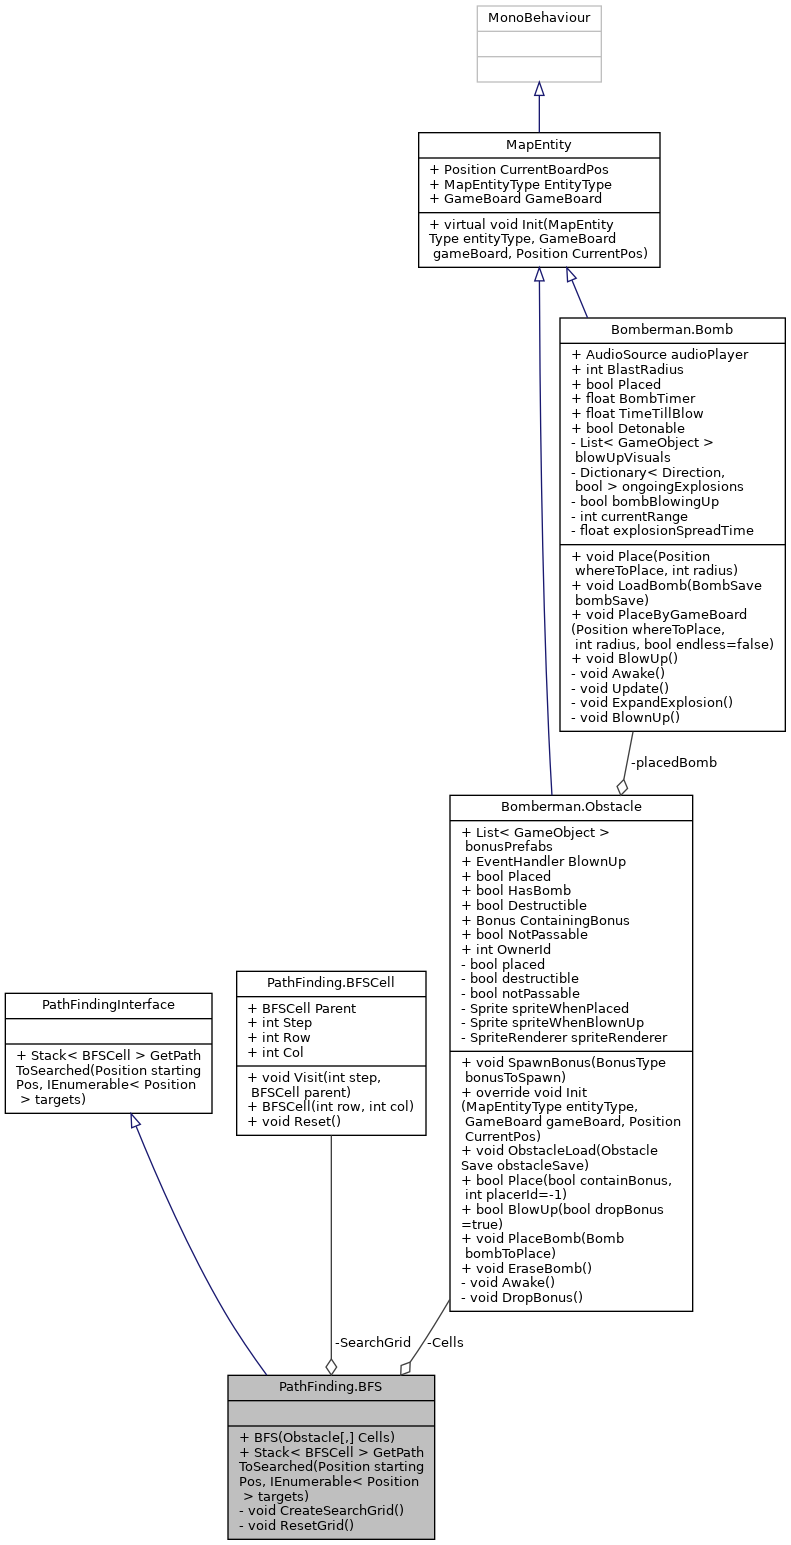 MonoBehaviour
MapEntity
+ Position CurrentBoardPos
+ MapEntityType EntityType
+ GameBoard GameBoard
+ virtual void Init(MapEntity
Type entityType, GameBoard
gameBoard, Position CurrentPos)
Bomberman.Bomb
+ AudioSource audioPlayer
+ int BlastRadius
+ bool Placed
+ float BombTimer
+ float TimeTillBlow
+ bool Detonable
- List< GameObject >
blowUpVisuals
- Dictionary< Direction,
bool > ongoingExplosions
- bool bombBlowingUp
- int currentRange
- float explosionSpreadTime
+ void Place(Position
whereToPlace, int radius)
+ void LoadBomb(BombSave
bombSave)
+ void PlaceByGameBoard
(Position whereToPlace,
int radius, bool endless=false)
+ void BlowUp()
- void Awake()
- void Update()
- void ExpandExplosion()
- void BlownUp()
-placedBomb
Bomberman.Obstacle
+ List< GameObject >
bonusPrefabs
+ EventHandler BlownUp
+ bool Placed
+ bool HasBomb
+ bool Destructible
+ Bonus ContainingBonus
+ bool NotPassable
+ int OwnerId
- bool placed
- bool destructible
- bool notPassable
- Sprite spriteWhenPlaced
- Sprite spriteWhenBlownUp
- SpriteRenderer spriteRenderer
+ void SpawnBonus(BonusType
bonusToSpawn)
+ override void Init
(MapEntityType entityType,
GameBoard gameBoard, Position
CurrentPos)
+ void ObstacleLoad(Obstacle
Save obstacleSave)
+ bool Place(bool containBonus,
int placerId=-1)
+ bool BlowUp(bool dropBonus
=true)
+ void PlaceBomb(Bomb
bombToPlace)
+ void EraseBomb()
- void Awake()
- void DropBonus()
PathFindingInterface
+ Stack< BFSCell > GetPath
ToSearched(Position starting
Pos, IEnumerable< Position
> targets)
PathFinding.BFSCell
+ BFSCell Parent
+ int Step
+ int Row
+ int Col
+ void Visit(int step,
BFSCell parent)
+ BFSCell(int row, int col)
+ void Reset()
-SearchGrid
-Cells
PathFinding.BFS
+ BFS(Obstacle[,] Cells)
+ Stack< BFSCell > GetPath
ToSearched(Position starting
Pos, IEnumerable< Position
> targets)
- void CreateSearchGrid()
- void ResetGrid()